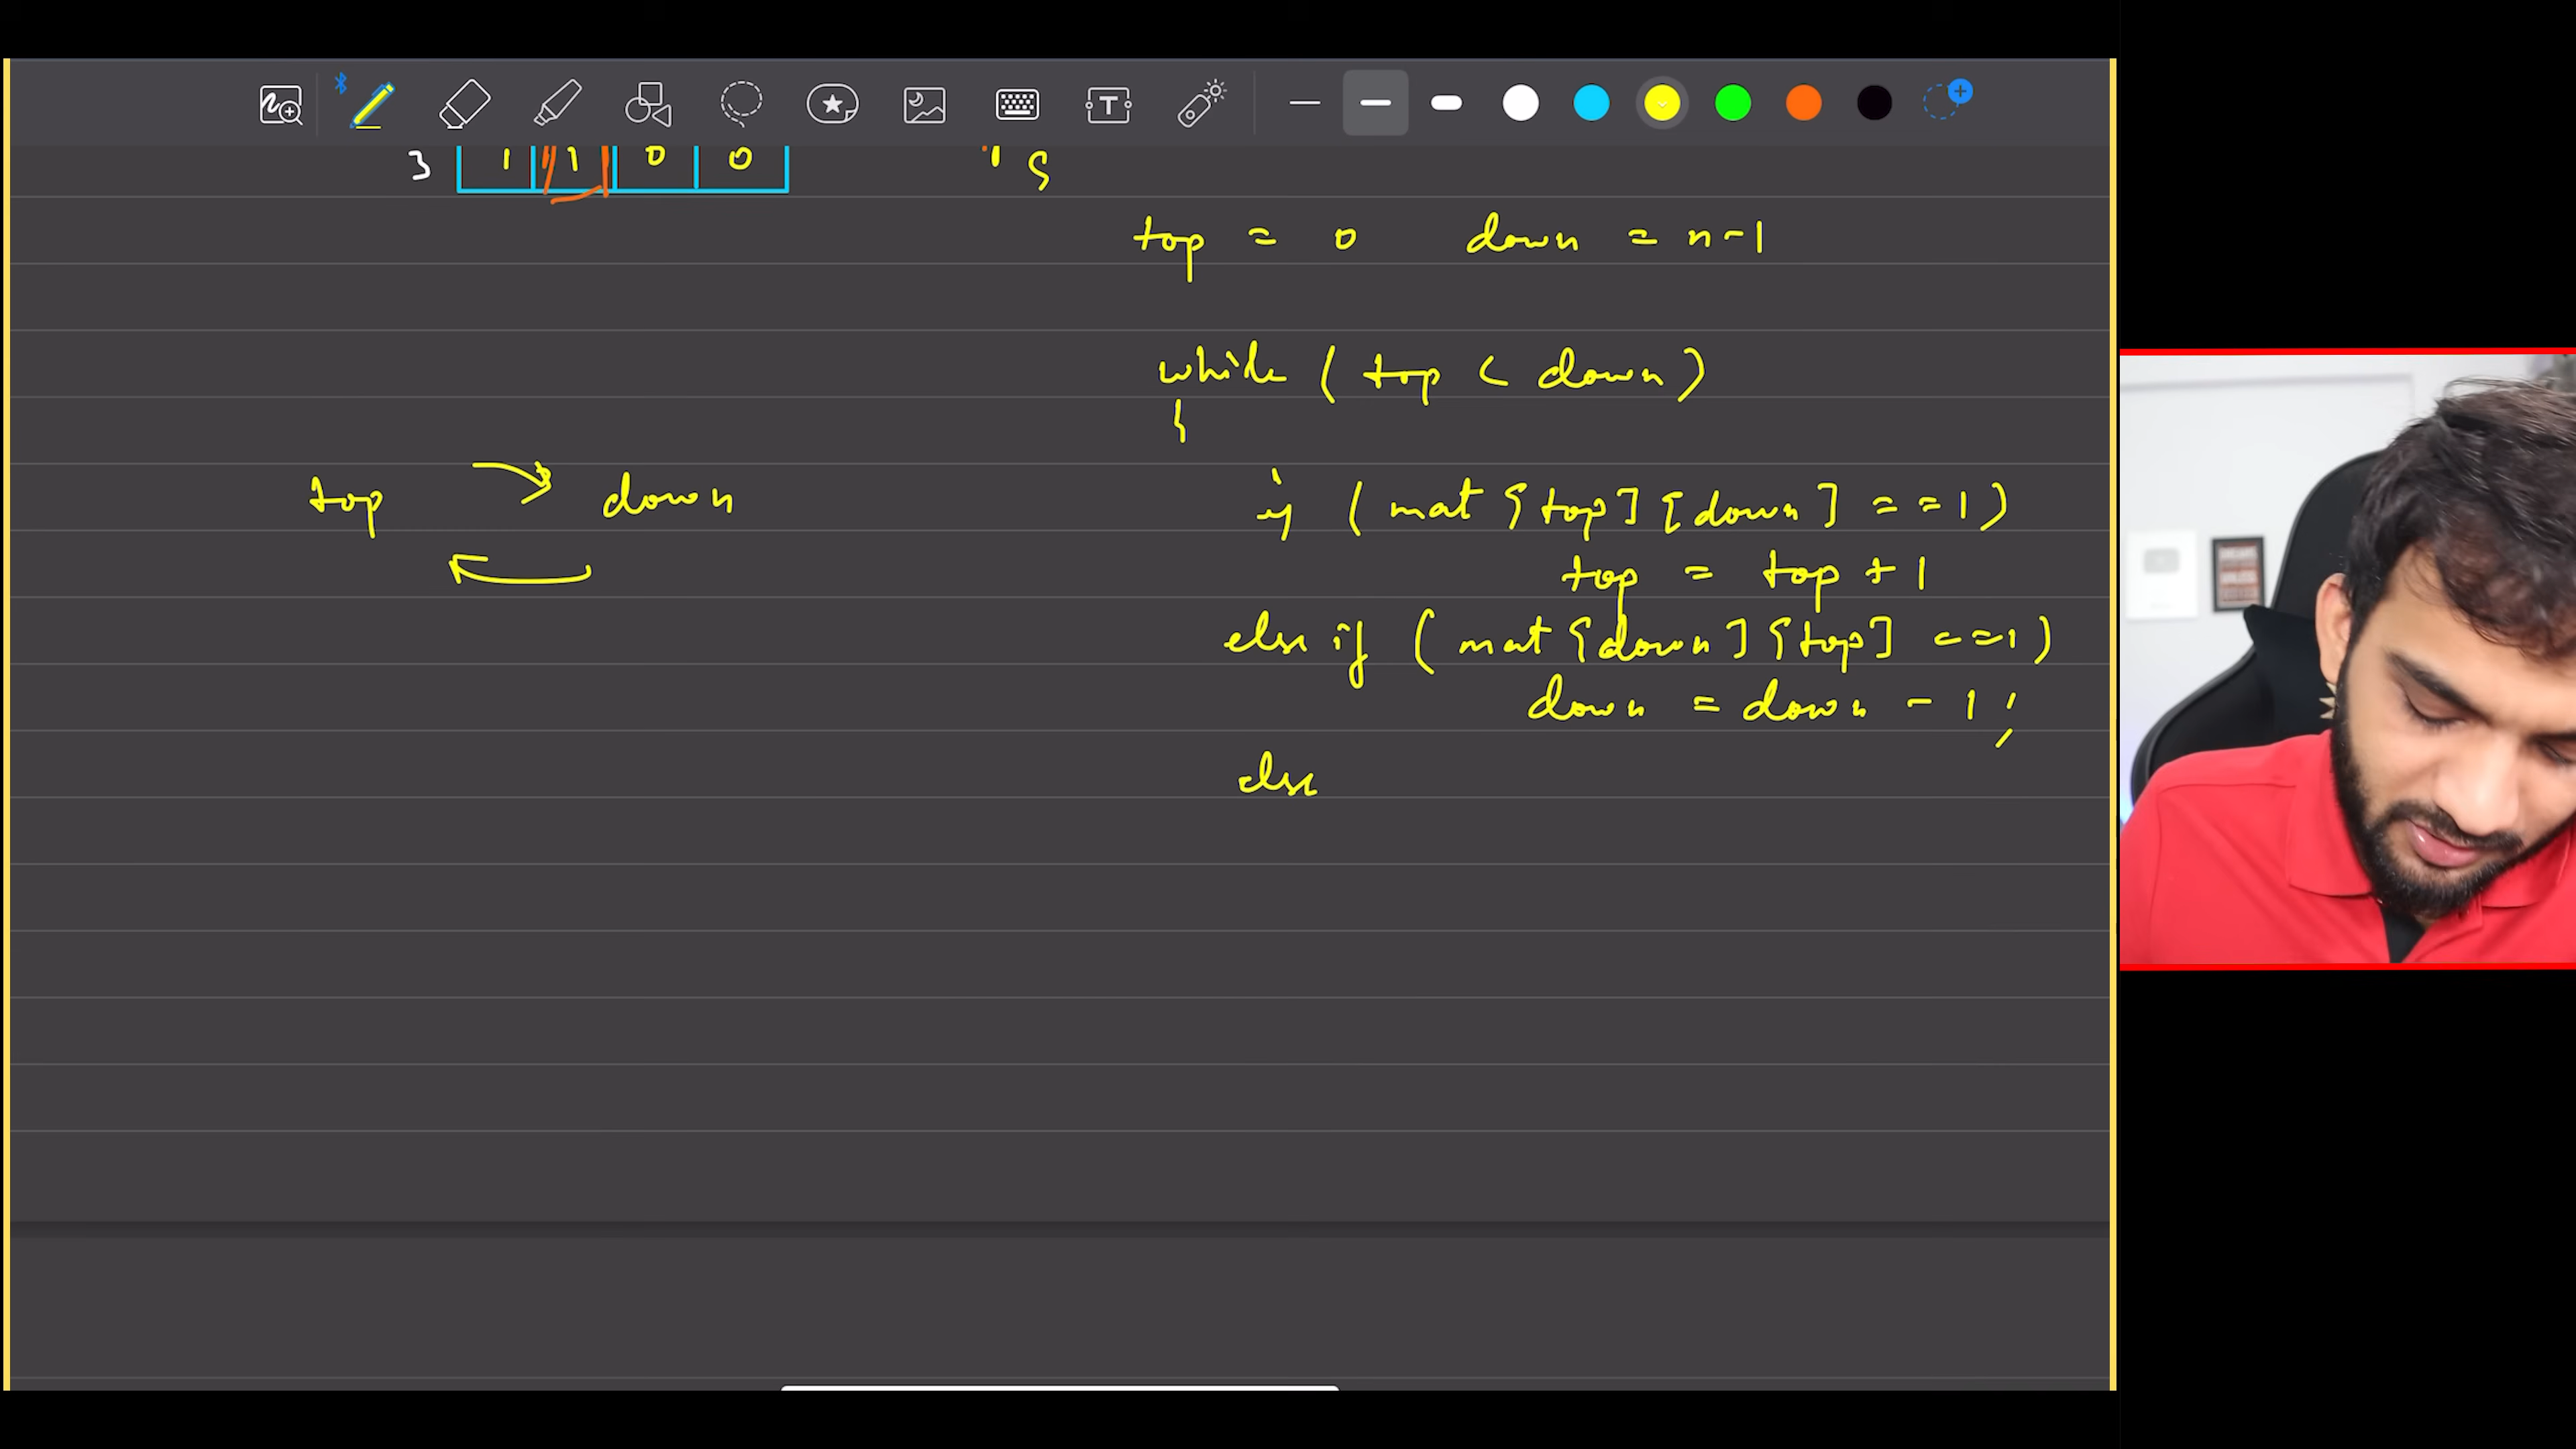 3 1 1 0 0
top = 0 down = n-1
while ( top < down )
{
top down
if ( mat [top] [down] == 1 )
top = top + 1
else if ( mat [down] [top] == 1 )
down = down - 1 ;
else